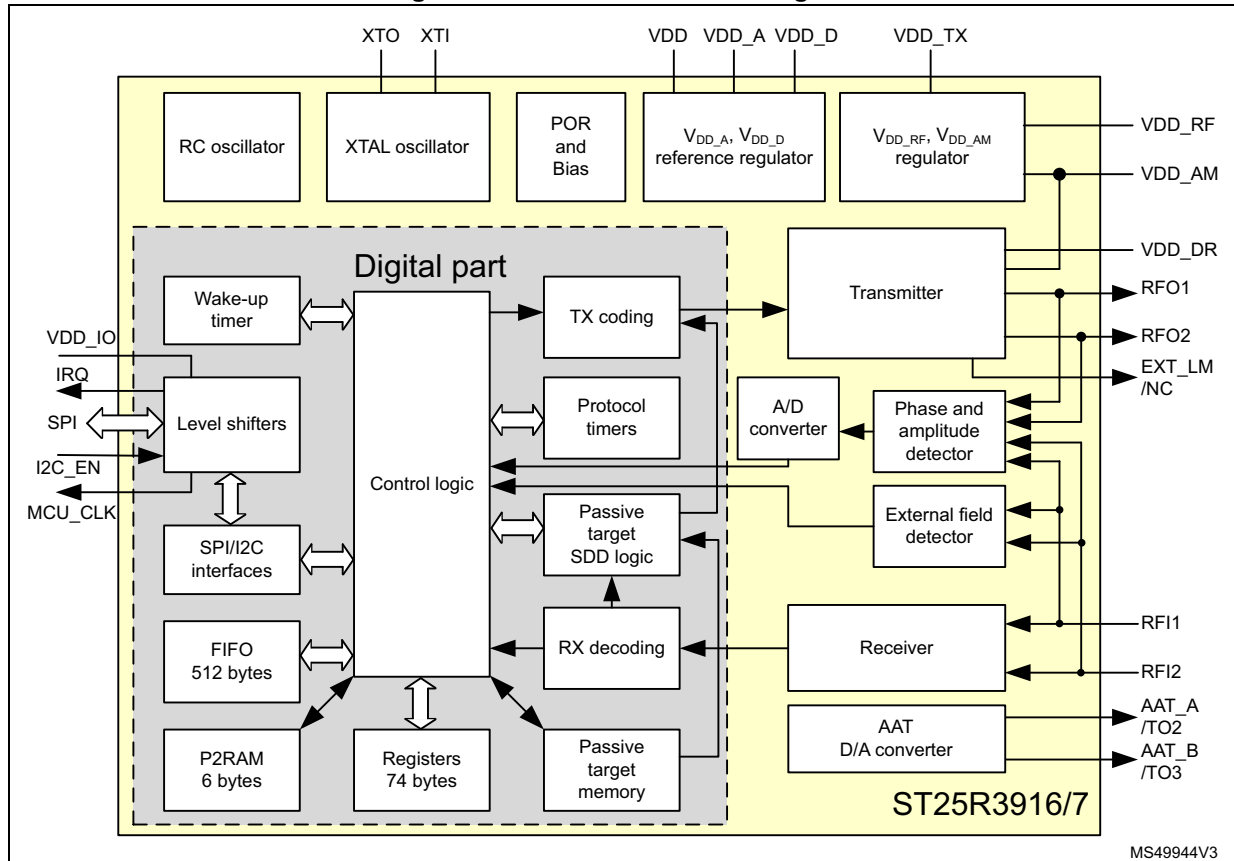 XTO XTI VDD VDD_A VDD_D VDD_TX
RC oscillator
XTAL oscillator
POR
and
Bias
VDD_A, VDD_D
reference regulator
VDD_RF, VDD_AM
regulator
VDD_RF
VDD_AM
VDD_DR
RFO1
RFO2
EXT_LM
/NC
Digital part
Wake-up
timer
TX coding
Transmitter
VDD_IO
IRQ
SPI
I2C_EN
MCU_CLK
Level shifters
Control logic
Protocol
timers
A/D
converter
Phase and
amplitude
detector
SPI/I2C
interfaces
Passive
target
SDD logic
External field
detector
FIFO
512 bytes
RX decoding
Receiver
RFI1
RFI2
P2RAM
6 bytes
Registers
74 bytes
Passive
target
memory
AAT
D/A converter
AAT_A
/TO2
AAT_B
/TO3
ST25R3916/7
MS49944V3